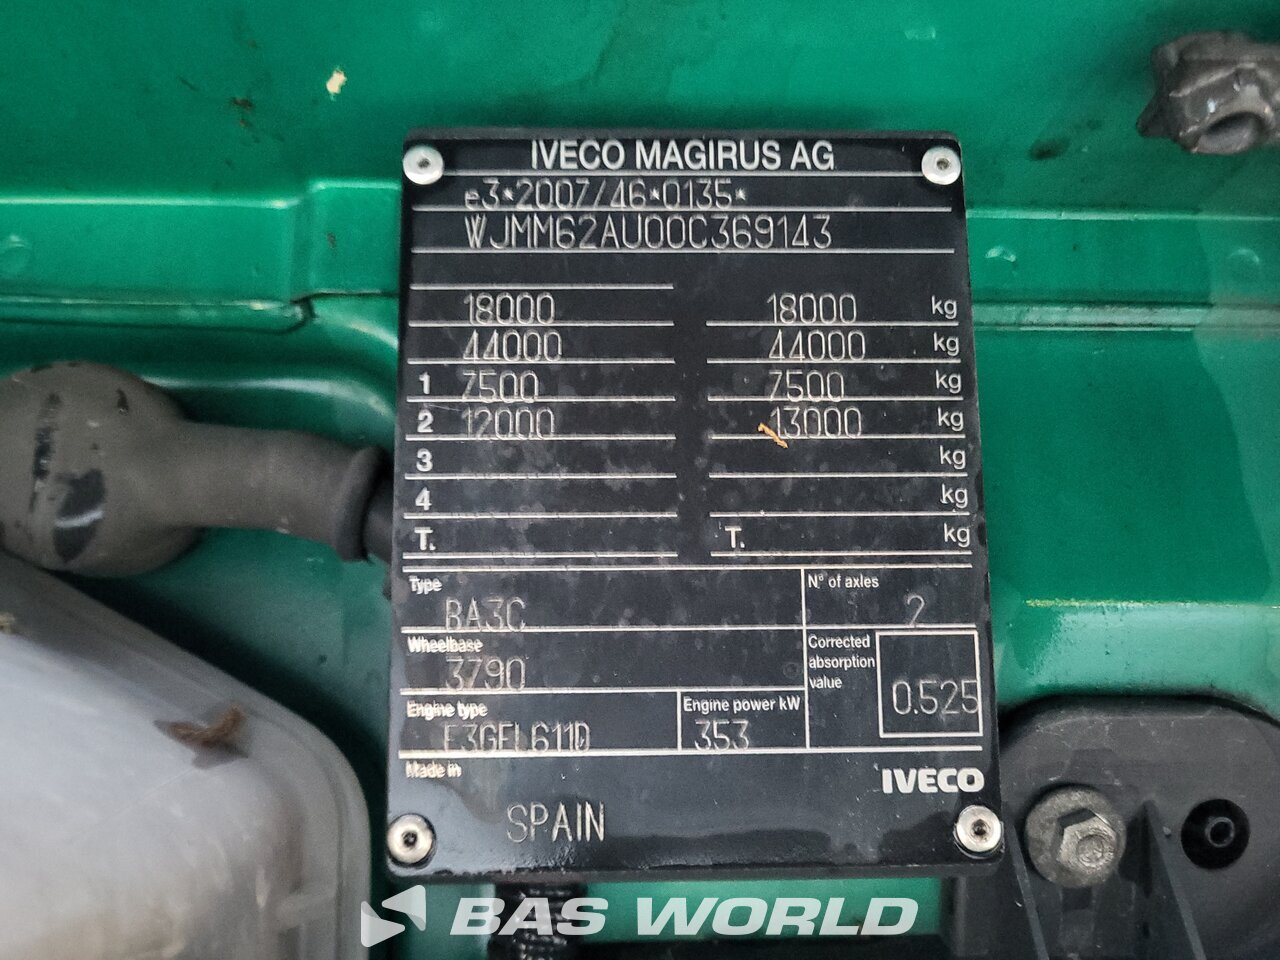 IVECO MAGIRUS AG
e3*2007/46*0135*
WJMM62AU00C369143
18000 18000 kg
44000 44000 kg
1 7500 7500 kg
2 12000 13000 kg
3 kg
4 kg
T. T. kg
Type N° of axles
BA3C 2
Wheelbase Corrected absorption value
3790 0.525
Engine type Engine power kW
F3GFL611D 353
Made in IVECO
SPAIN
BAS WORLD